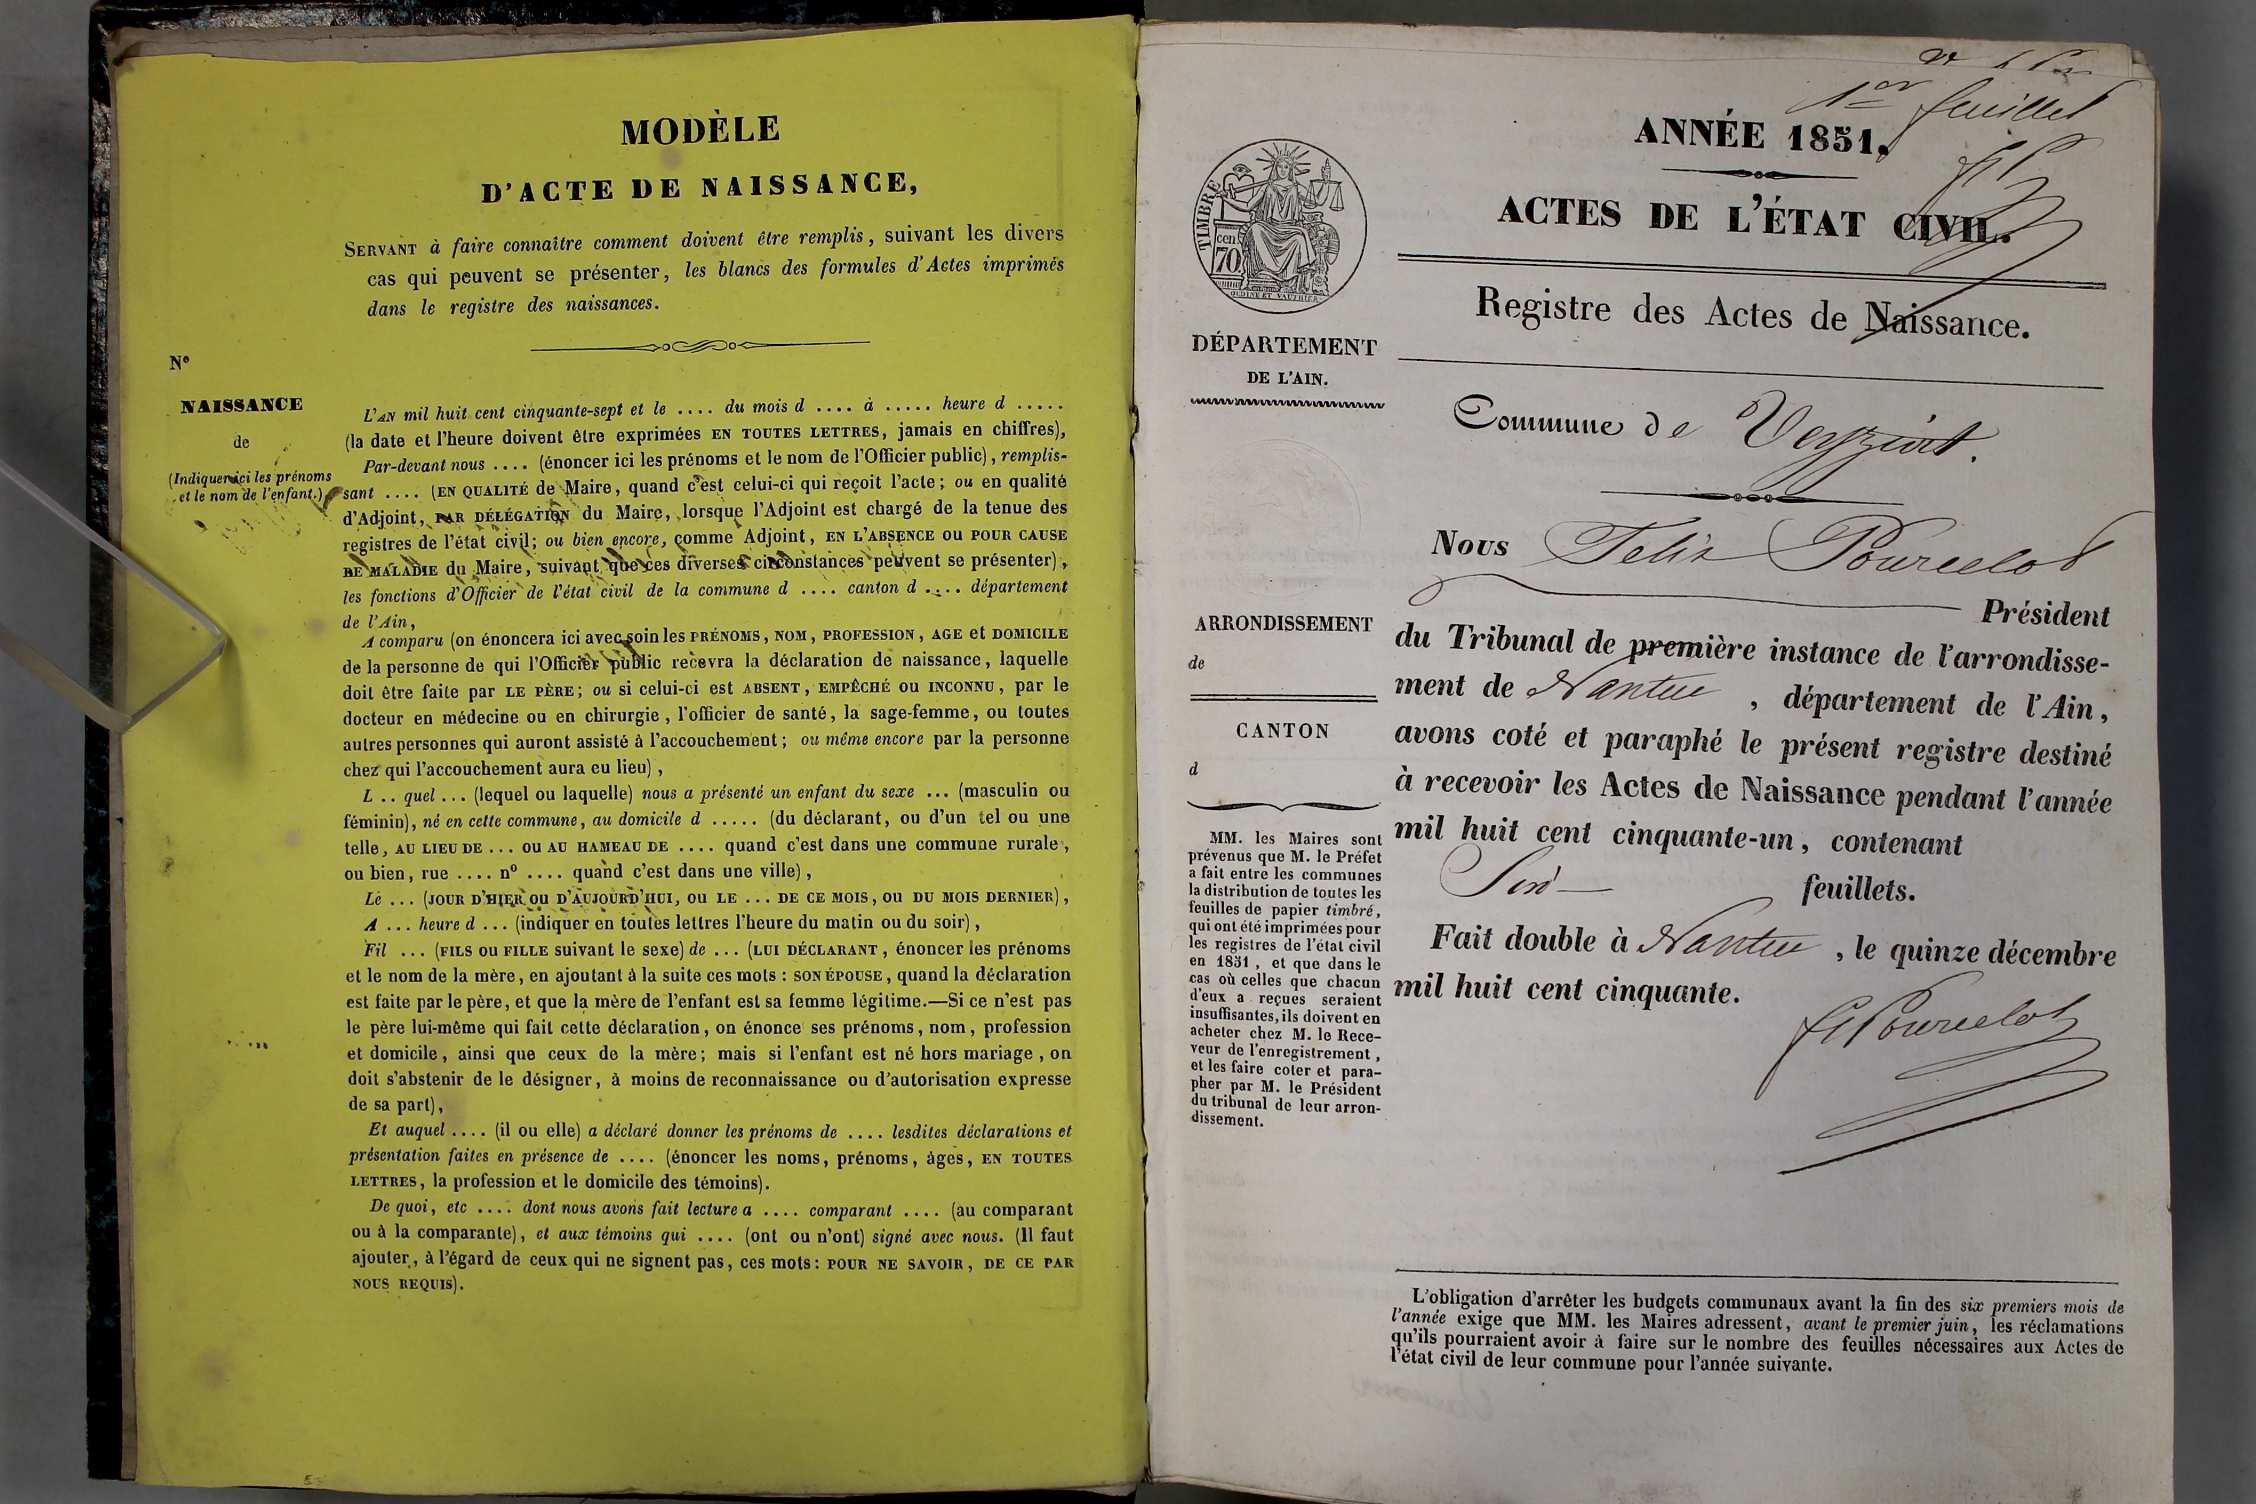 MODÈLE
D'ACTE DE NAISSANCE,
SERVANT à faire connaître comment doivent être remplis, suivant les divers
cas qui peuvent se présenter, les blancs des formules d'Actes imprimés
dans le registre des naissances.
N°
NAISSANCE
de
(Indiquer ici les prénoms
et le nom de l'enfant.)
L'AN mil huit cent cinquante-sept et le .... du mois d .... à ..... heure d .....
(la date et l'heure doivent être exprimées EN TOUTES LETTRES, jamais en chiffres),
Par-devant nous .... (énoncer ici les prénoms et le nom de l'Officier public), remplis-
sant .... (EN QUALITÉ de Maire, quand c'est celui-ci qui reçoit l'acte; ou en qualité
d'Adjoint, PAR DÉLÉGATION du Maire, lorsque l'Adjoint est chargé de la tenue des
registres de l'état civil; ou bien encore, comme Adjoint, EN L'ABSENCE OU POUR CAUSE
DE MALADIE du Maire, suivant que ces diverses circonstances peuvent se présenter),
les fonctions d'Officier de l'état civil de la commune d .... canton d .... département
de l'Ain,
A comparu (on énoncera ici avec soin les PRÉNOMS, NOM, PROFESSION, AGE et DOMICILE
de la personne de qui l'Officier public recevra la déclaration de naissance, laquelle
doit être faite par LE PÈRE; ou si celui-ci est ABSENT, EMPÊCHÉ OU INCONNU, par le
docteur en médecine ou en chirurgie, l'officier de santé, la sage-femme, ou toutes
autres personnes qui auront assisté à l'accouchement; ou même encore par la personne
chez qui l'accouchement aura eu lieu),
L .. quel ... (lequel ou laquelle) nous a présenté un enfant du sexe ... (masculin ou
féminin), né en cette commune, au domicile d ..... (du déclarant, ou d'un tel ou une
telle, AU LIEU DE ... OU AU HAMEAU DE .... quand c'est dans une commune rurale,
ou bien, rue .... n° .... quand c'est dans une ville),
Le ... (JOUR D'HIER OU D'AUJOURD'HUI, OU LE ... DE CE MOIS, OU DU MOIS DERNIER),
A ... heure d ... (indiquer en toutes lettres l'heure du matin ou du soir),
Fil ... (FILS OU FILLE suivant le sexe) de ... (LUI DÉCLARANT, énoncer les prénoms
et le nom de la mère, en ajoutant à la suite ces mots: SON ÉPOUSE, quand la déclaration
est faite par le père, et que la mère de l'enfant est sa femme légitime.—Si ce n'est pas
le père lui-même qui fait cette déclaration, on énonce ses prénoms, nom, profession
et domicile, ainsi que ceux de la mère; mais si l'enfant est né hors mariage, on
doit s'abstenir de le désigner, à moins de reconnaissance ou d'autorisation expresse
de sa part),
Et auquel .... (il ou elle) a déclaré donner les prénoms de .... lesdites déclarations et
présentation faites en présence de .... (énoncer les noms, prénoms, âges, EN TOUTES
LETTRES, la profession et le domicile des témoins).
De quoi, etc .... dont nous avons fait lecture a .... comparant .... (au comparant
ou à la comparante), et aux témoins qui .... (ont ou n'ont) signé avec nous. (Il faut
ajouter, à l'égard de ceux qui ne signent pas, ces mots: POUR NE SAVOIR, DE CE PAR
NOUS REQUIS).
1er feuillet
ANNÉE 1851.
ACTES DE L'ÉTAT CIVIL.
Registre des Actes de Naissance.
TIMBRE
cen
70
OUDINE ET VAUTHIER
DÉPARTEMENT
DE L'AIN.
Commune de Veyziat.
Nous Felix Pourcelot
Président
du Tribunal de première instance de l'arrondisse-
ment de Nantua, département de l'Ain,
avons coté et paraphé le présent registre destiné
à recevoir les Actes de Naissance pendant l'année
mil huit cent cinquante-un, contenant
feuillets.
Fait double à Nantua, le quinze décembre
mil huit cent cinquante.
f Pourcelot
ARRONDISSEMENT
de
CANTON
d
MM. les Maires sont
prévenus que M. le Préfet
a fait entre les communes
la distribution de toutes les
feuilles de papier timbré,
qui ont été imprimées pour
les registres de l'état civil
en 1851, et que dans le
cas où celles que chacun
d'eux a reçues seraient
insuffisantes, ils doivent en
acheter chez M. le Rece-
veur de l'enregistrement,
et les faire coter et para-
pher par M. le Président
du tribunal de leur arron-
dissement.
L'obligation d'arrêter les budgets communaux avant la fin des six premiers mois de
l'année exige que MM. les Maires adressent, avant le premier juin, les réclamations
qu'ils pourraient avoir à faire sur le nombre des feuilles nécessaires aux Actes de
l'état civil de leur commune pour l'année suivante.